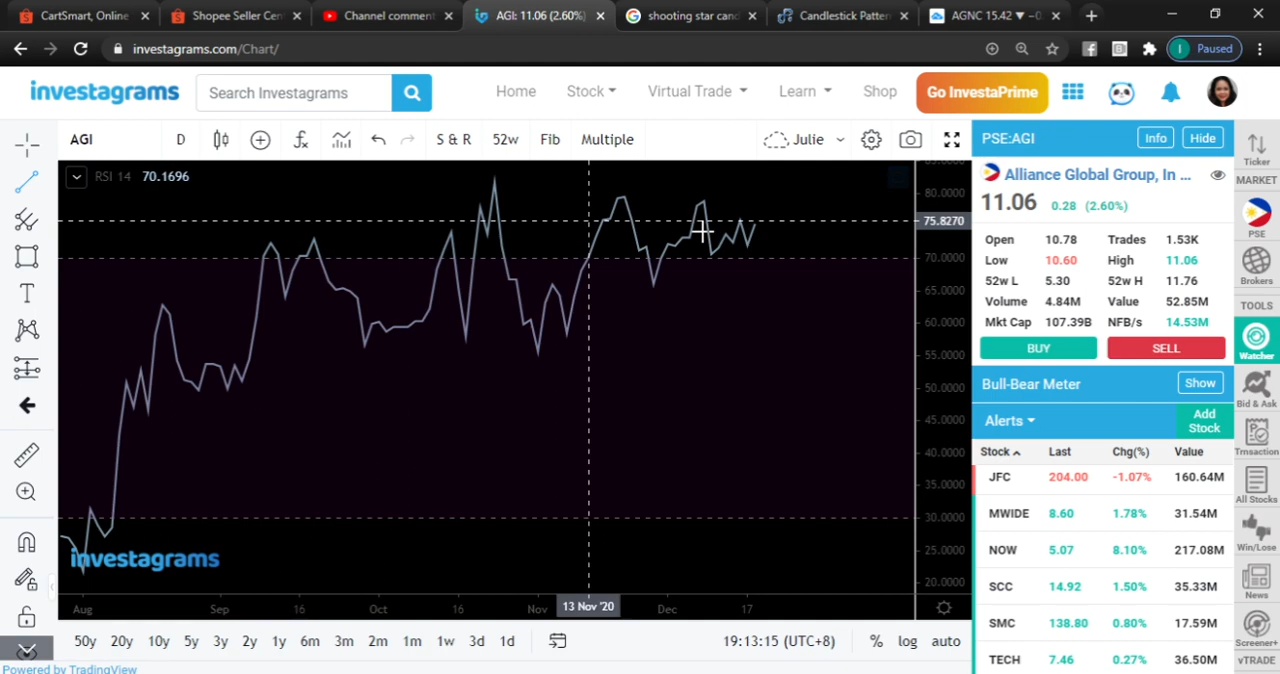 CartSmart, Online
Shopee Seller Cen
Channel comment
AGI: 11.06 (2.60%)
shooting star cand
Candlestick Pattern
AGNC 15.42 ▼ −0
investagrams.com/Chart/
Paused
investagrams
Search Investagrams
Home
Stock
Virtual Trade
Learn
Shop
Go InvestaPrime
AGI
D
S & R
52w
Fib
Multiple
Julie
RSI 14 70.1696
85.0000
80.0000
75.8270
70.0000
65.0000
60.0000
55.0000
50.0000
45.0000
40.0000
35.0000
30.0000
25.0000
20.0000
investagrams
Aug
Sep
16
Oct
16
Nov
13 Nov '20
Dec
17
50y 20y 10y 5y 3y 2y 1y 6m 3m 2m 1m 1w 3d 1d
19:13:15 (UTC+8)
% log auto
Powered by TradingView
PSE:AGI
Info
Hide
Alliance Global Group, In ...
11.06 0.28 (2.60%)
Open 10.78 Trades 1.53K
Low 10.60 High 11.06
52w L 5.30 52w H 11.76
Volume 4.84M Value 52.85M
Mkt Cap 107.39B NFB/s 14.53M
BUY
SELL
Bull-Bear Meter
Show
Alerts
Add
Stock
Stock Last Chg(%) Value
JFC 204.00 -1.07% 160.64M
MWIDE 8.60 1.78% 31.54M
NOW 5.07 8.10% 217.08M
SCC 14.92 1.50% 35.33M
SMC 138.80 0.80% 17.59M
TECH 7.46 0.27% 36.50M
Ticker
MARKET
PSE
Brokers
TOOLS
Watcher
Bid & Ask
Trnsaction
All Stocks
Win/Lose
News
Screener+
vTRADE